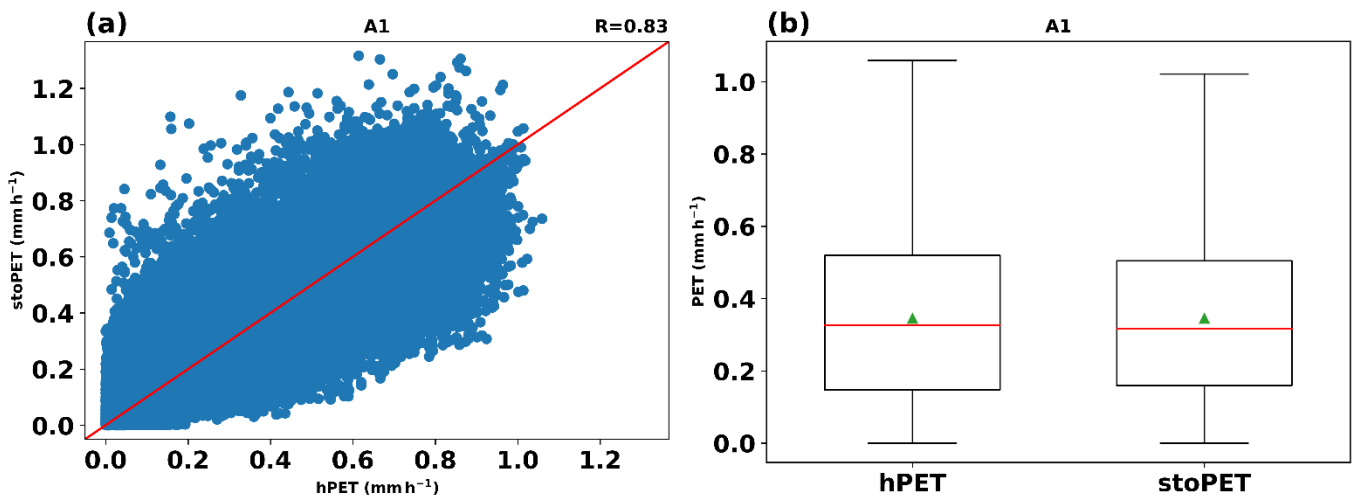 (a) A1 R=0.83
stoPET (mm h⁻¹)
1.2
1.0
0.8
0.6
0.4
0.2
0.0
0.0 0.2 0.4 0.6 0.8 1.0 1.2
hPET (mm h⁻¹)
(b) A1
PET (mm h⁻¹)
1.0
0.8
0.6
0.4
0.2
0.0
hPET stoPET